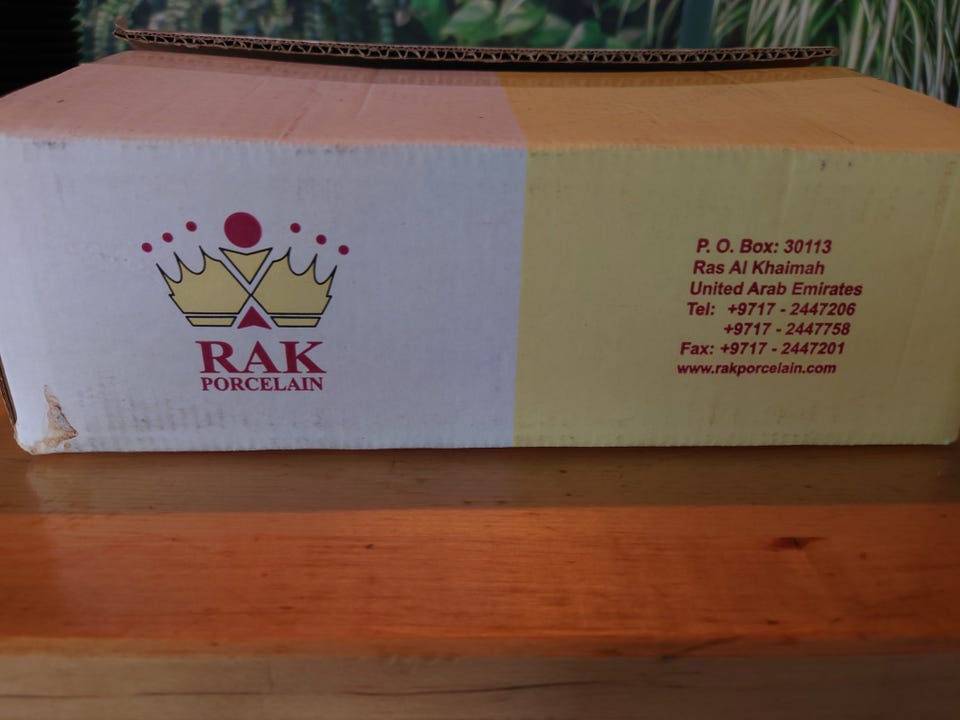 RAK
PORCELAIN
P. O. Box: 30113
Ras Al Khaimah
United Arab Emirates
Tel: +9717 - 2447206
+9717 - 2447758
Fax: +9717 - 2447201
www.rakporcelain.com